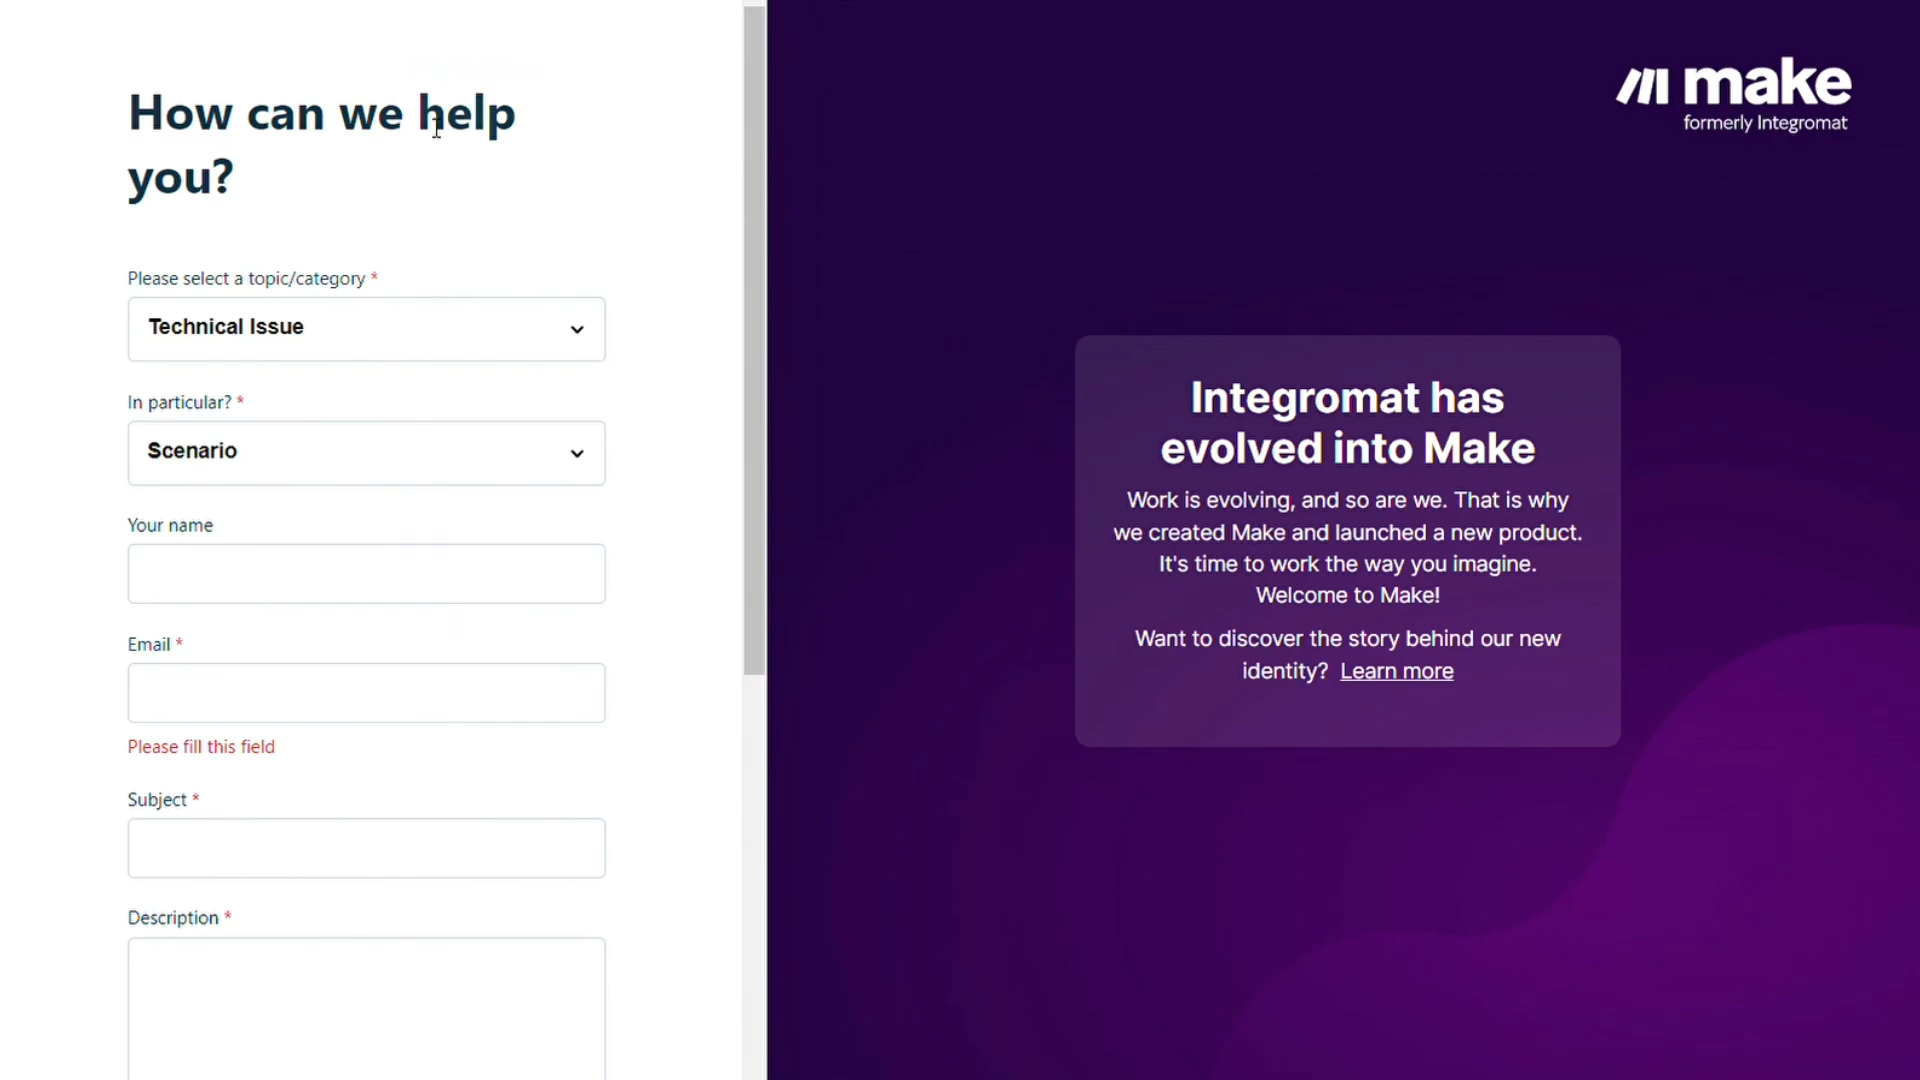 How can we help
you?
Please select a topic/category *
Technical Issue
In particular? *
Scenario
Your name
Email *
Please fill this field
Subject *
Description *
make
formerly Integromat
Integromat has
evolved into Make
Work is evolving, and so are we. That is why
we created Make and launched a new product.
It's time to work the way you imagine.
Welcome to Make!
Want to discover the story behind our new
identity? Learn more